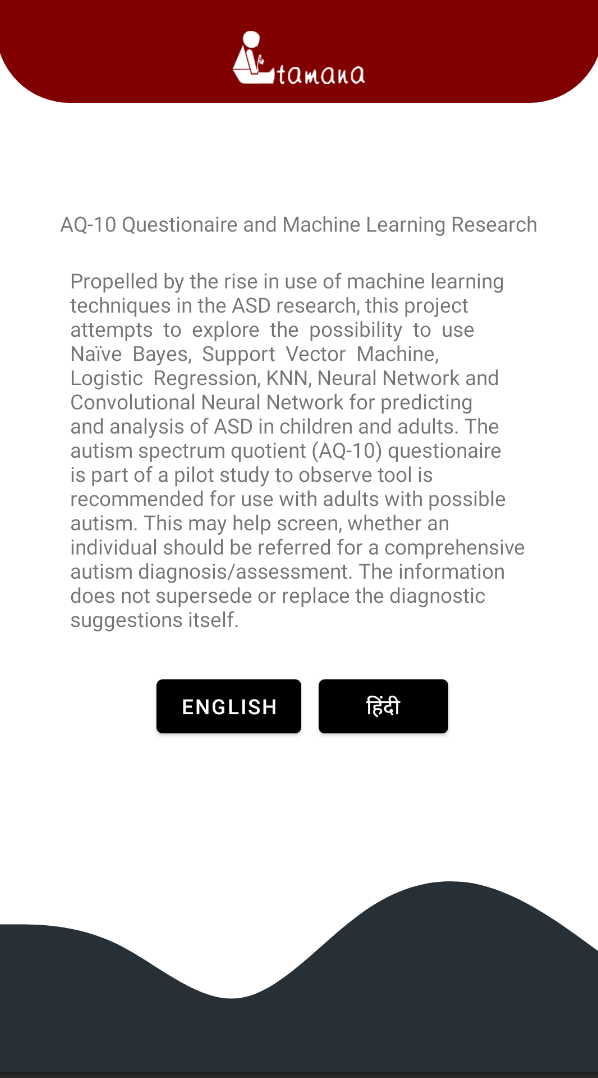 tamana
AQ-10 Questionaire and Machine Learning Research
Propelled by the rise in use of machine learning
techniques in the ASD research, this project
attempts to explore the possibility to use
Naïve Bayes, Support Vector Machine,
Logistic Regression, KNN, Neural Network and
Convolutional Neural Network for predicting
and analysis of ASD in children and adults. The
autism spectrum quotient (AQ-10) questionaire
is part of a pilot study to observe tool is
recommended for use with adults with possible
autism. This may help screen, whether an
individual should be referred for a comprehensive
autism diagnosis/assessment. The information
does not supersede or replace the diagnostic
suggestions itself.
ENGLISH हिंदी